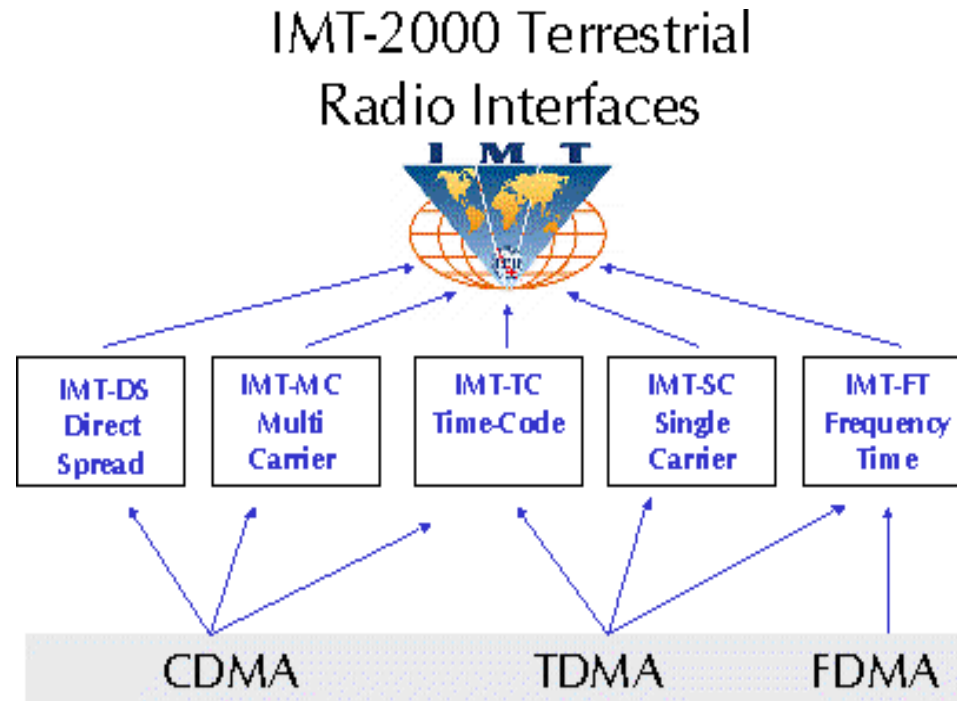 IMT-2000 Terrestrial
Radio Interfaces
I M T
IMT-DS
Direct
Spread
IMT-MC
Multi
Carrier
IMT-TC
Time-Code
IMT-SC
Single
Carrier
IMT-FT
Frequency
Time
CDMA
TDMA
FDMA